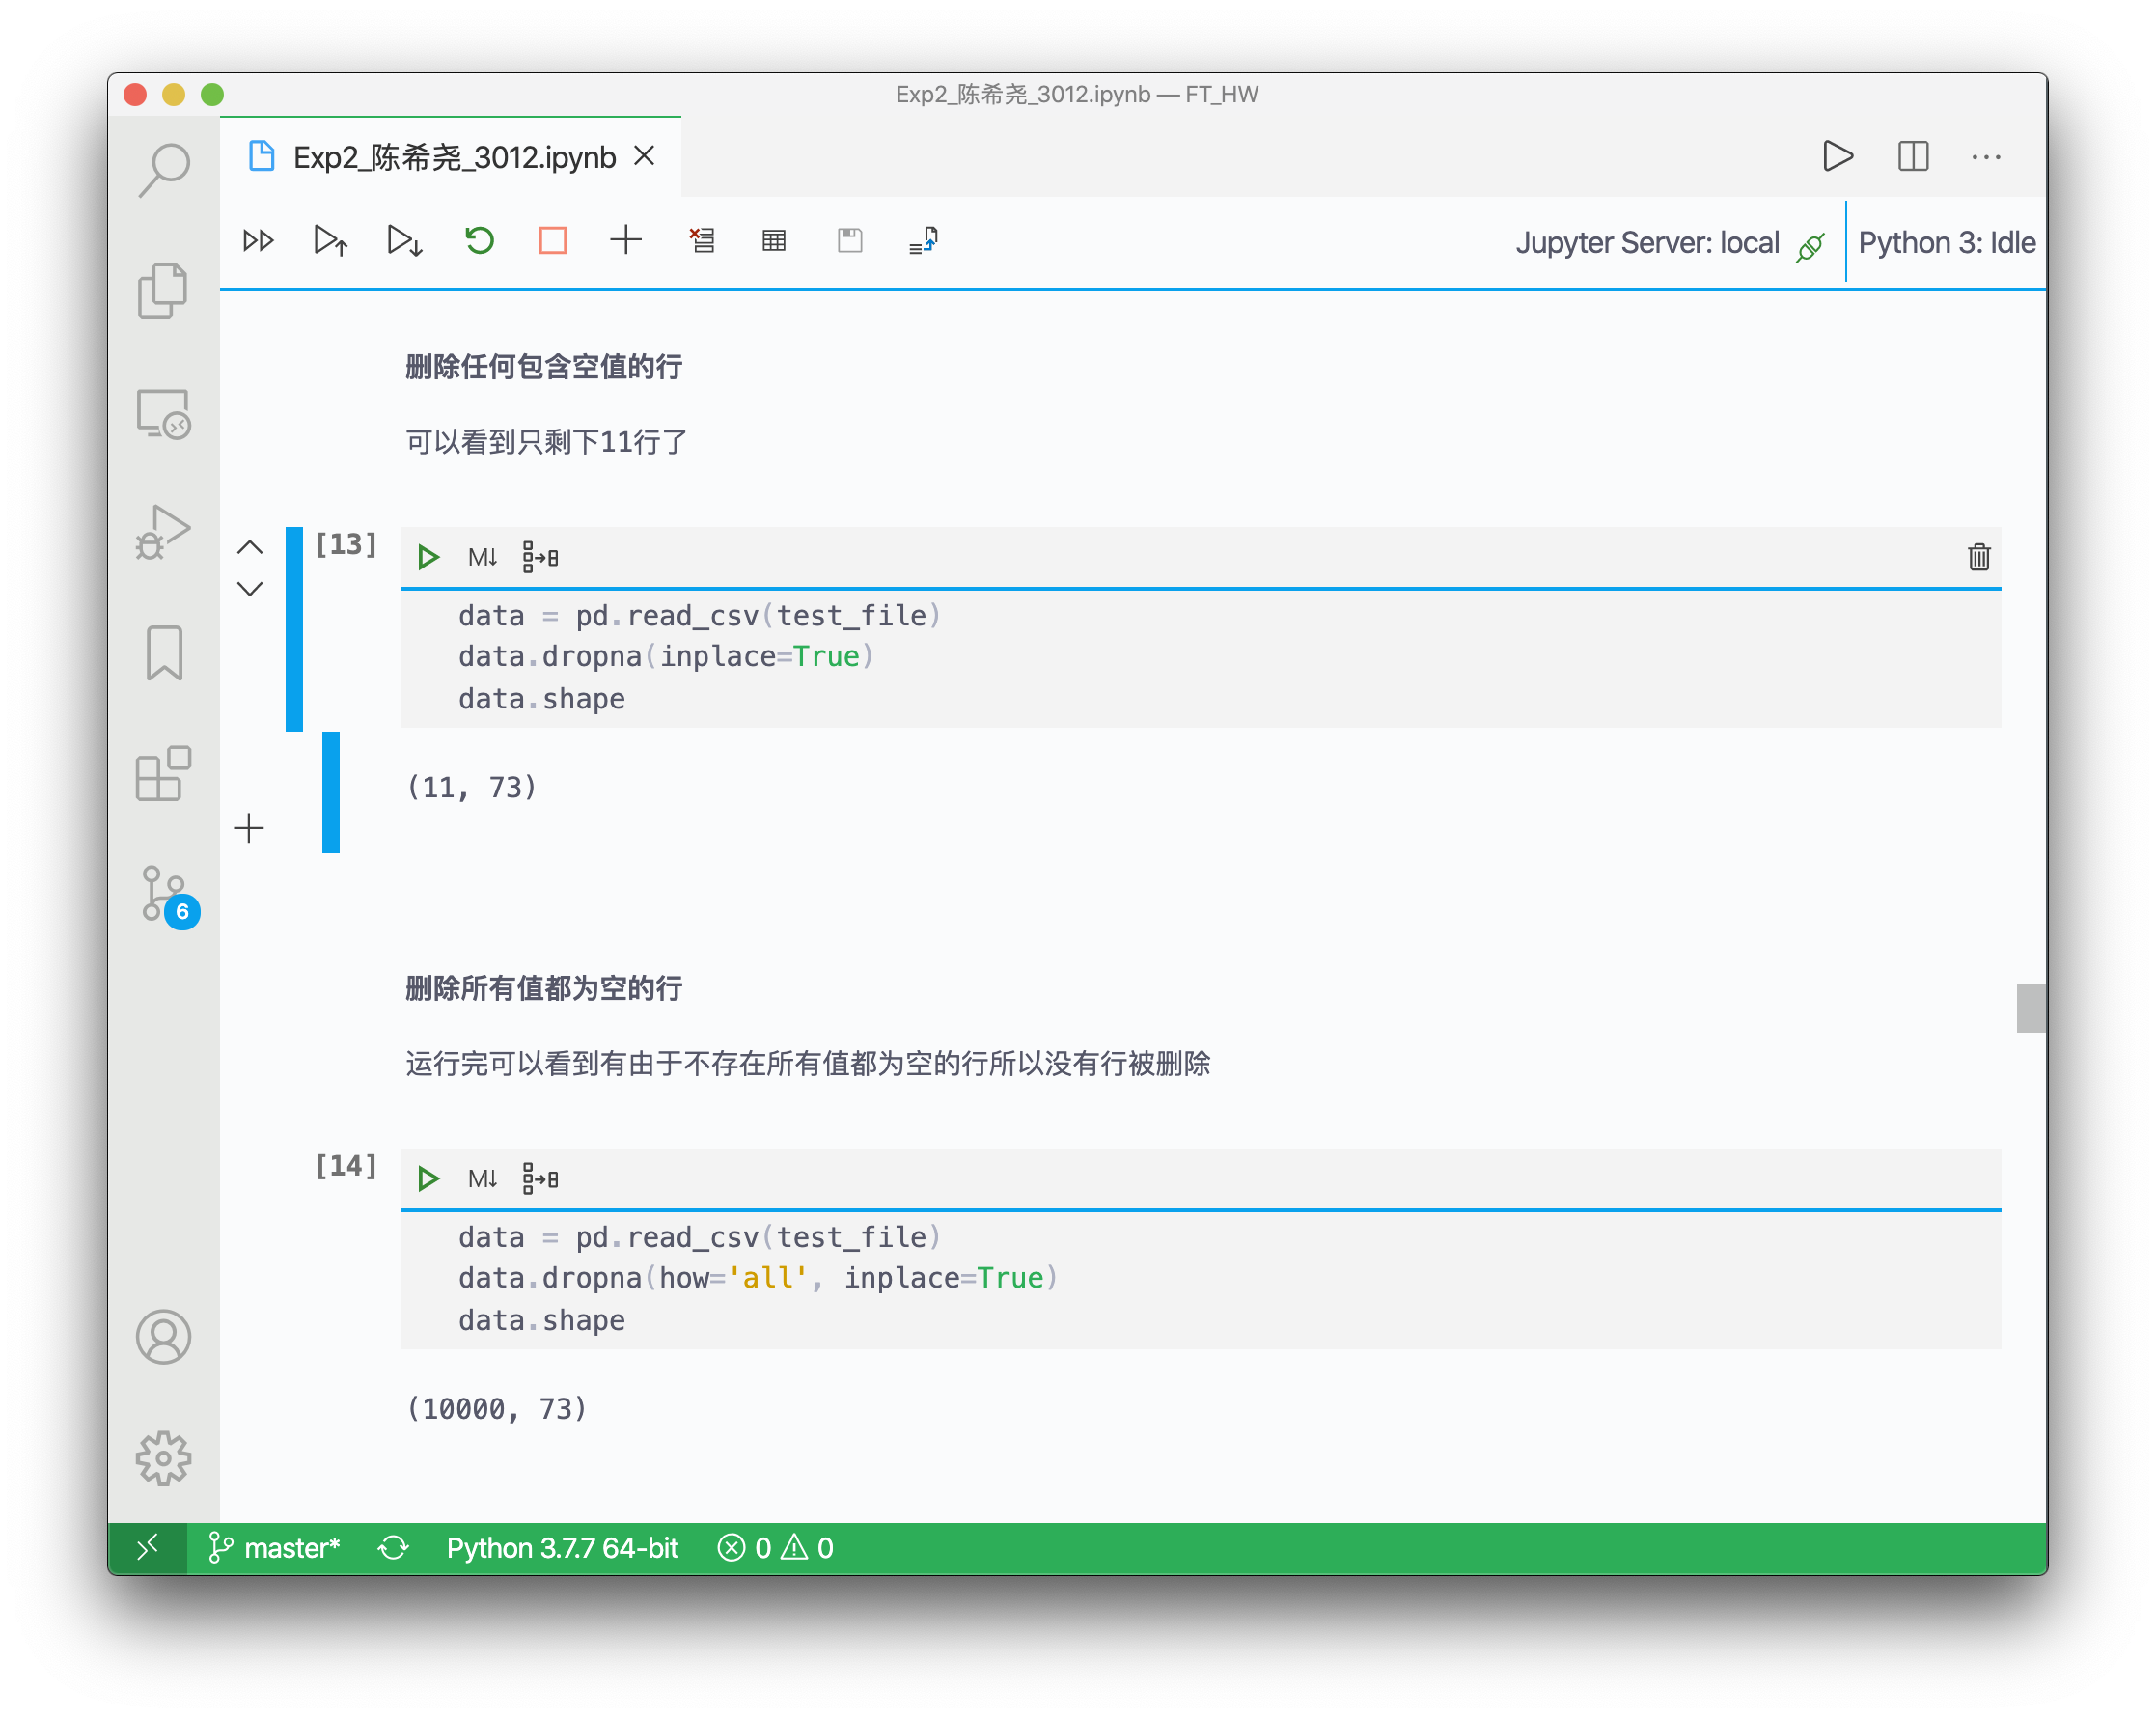 Exp2_陈希尧_3012.ipynb — FT_HW
Exp2_陈希尧_3012.ipynb
Jupyter Server: local
Python 3: Idle
删除任何包含空值的行
可以看到只剩下11行了
[13]
M↓
data = pd.read_csv(test_file)
data.dropna(inplace=True)
data.shape
(11, 73)
6
删除所有值都为空的行
运行完可以看到有由于不存在所有值都为空的行所以没有行被删除
[14]
M↓
data = pd.read_csv(test_file)
data.dropna(how='all', inplace=True)
data.shape
(10000, 73)
master*
Python 3.7.7 64-bit
0
0